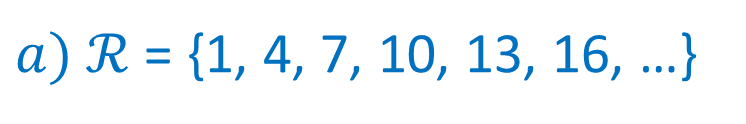 a) ℛ = {1, 4, 7, 10, 13, 16, ...}